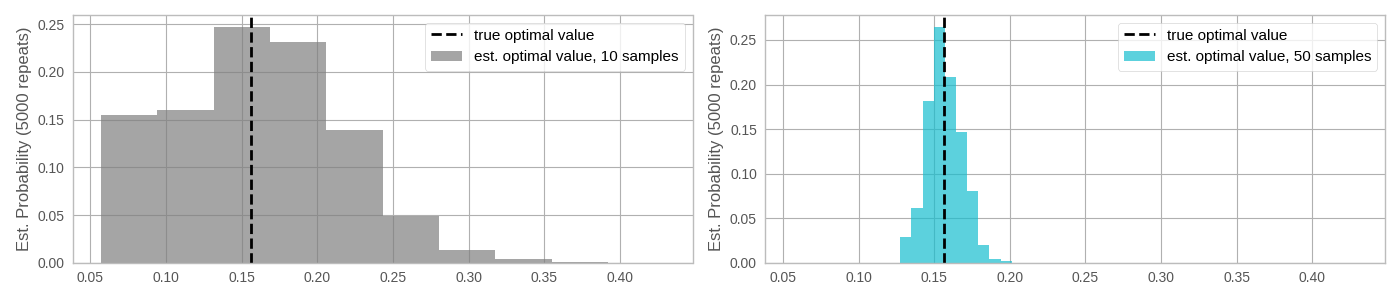 Est. Probability (5000 repeats)
0.25
0.20
0.15
0.10
0.05
0.00
true optimal value
est. optimal value, 10 samples
0.05 0.10 0.15 0.20 0.25 0.30 0.35 0.40
Est. Probability (5000 repeats)
0.25
0.20
0.15
0.10
0.05
0.00
true optimal value
est. optimal value, 50 samples
0.05 0.10 0.15 0.20 0.25 0.30 0.35 0.40